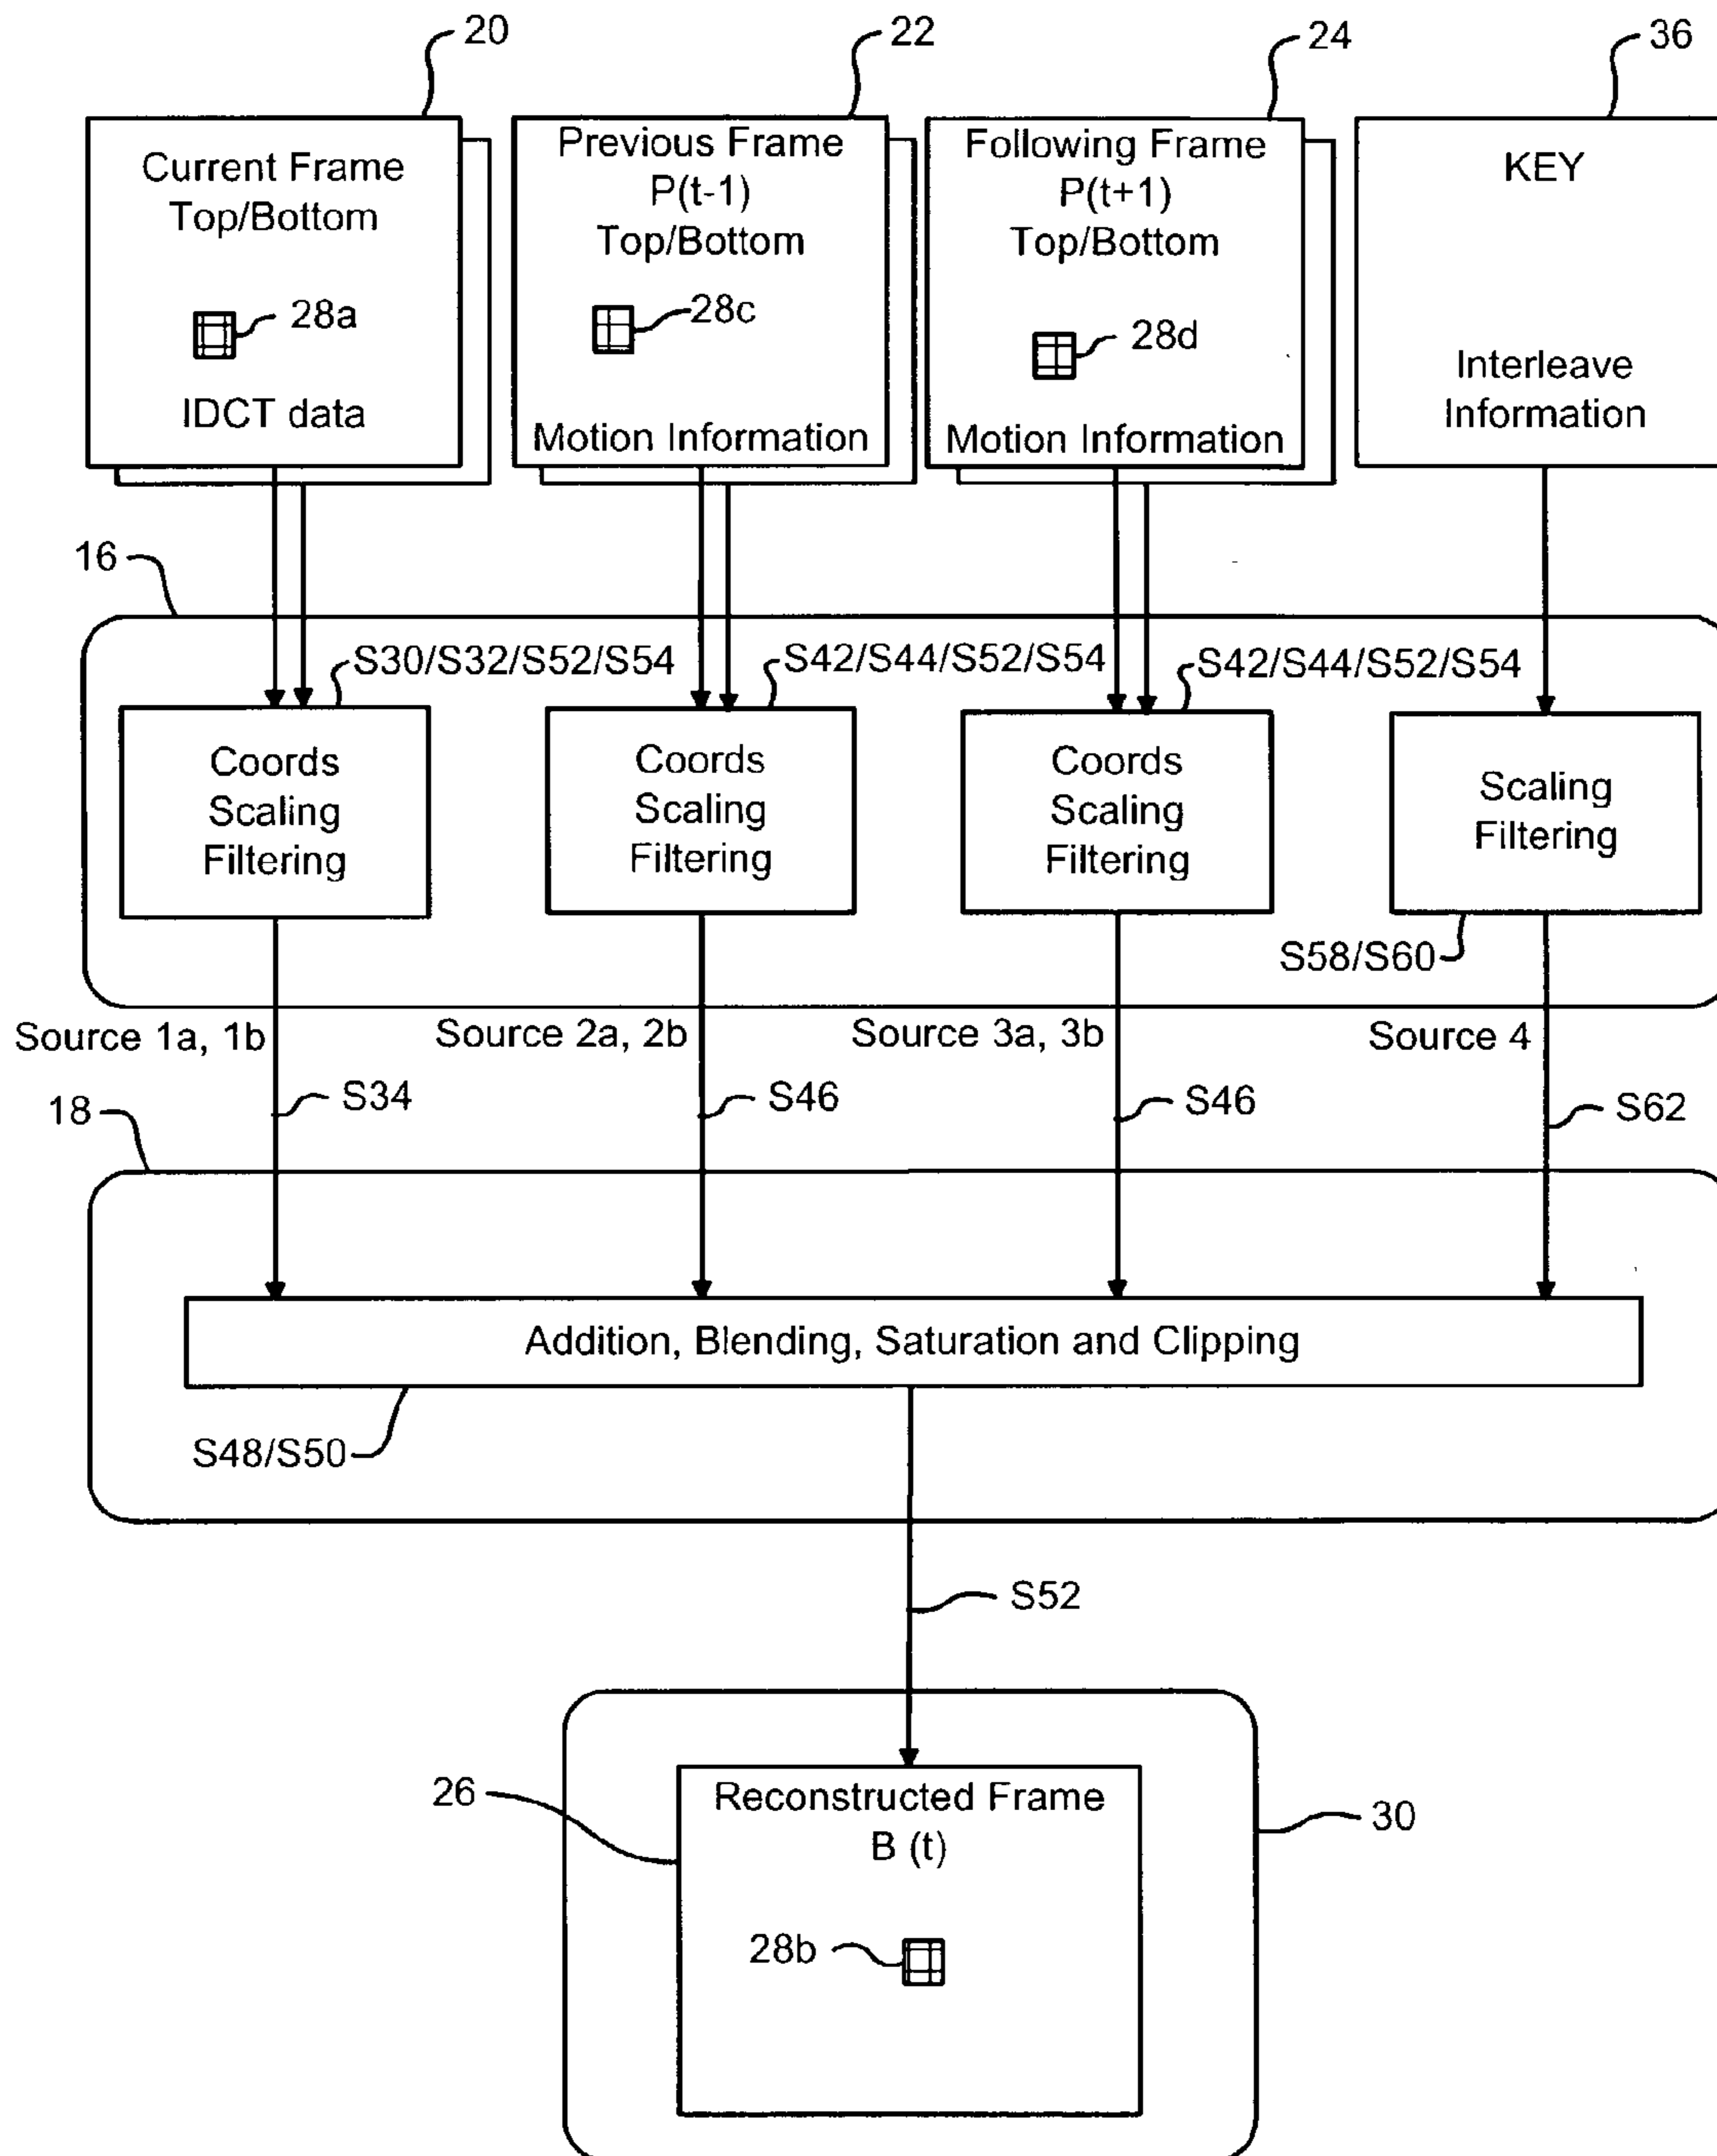 20
22
24
36
Current Frame
Top/Bottom
28a
IDCT data
Previous Frame
P(t-1)
Top/Bottom
28c
Motion Information
Following Frame
P(t+1)
Top/Bottom
28d
Motion Information
KEY
Interleave
Information
16
S30/S32/S52/S54
S42/S44/S52/S54
S42/S44/S52/S54
Coords
Scaling
Filtering
Coords
Scaling
Filtering
Coords
Scaling
Filtering
Scaling
Filtering
S58/S60
Source 1a, 1b
Source 2a, 2b
Source 3a, 3b
Source 4
18
S34
S46
S46
S62
Addition, Blending, Saturation and Clipping
S48/S50
S52
26
Reconstructed Frame
B (t)
30
28b